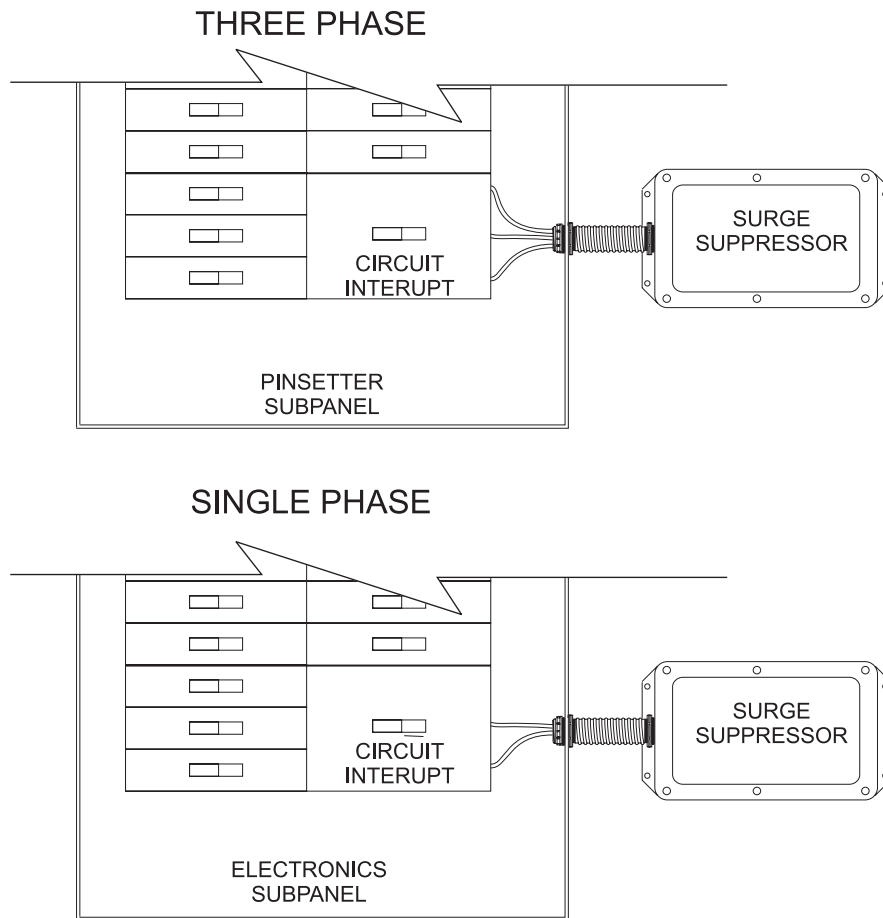 THREE PHASE
SURGE
SUPPRESSOR
CIRCUIT
INTERUPT
PINSETTER
SUBPANEL
SINGLE PHASE
SURGE
SUPPRESSOR
CIRCUIT
INTERUPT
ELECTRONICS
SUBPANEL